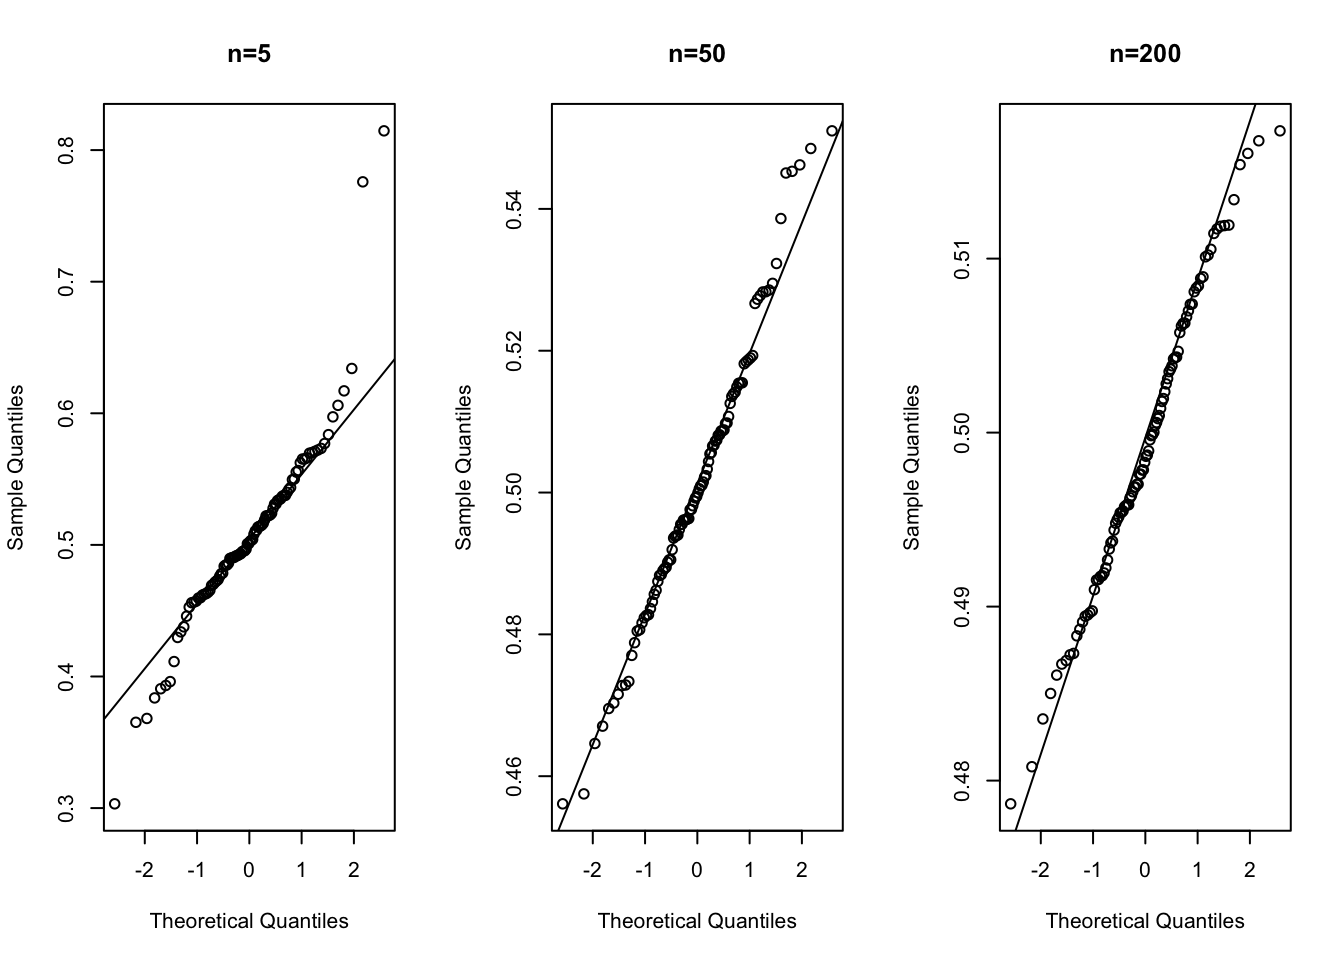 n=5
Sample Quantiles
0.3 0.4 0.5 0.6 0.7 0.8
-2 -1 0 1 2
Theoretical Quantiles
n=50
Sample Quantiles
0.46 0.48 0.50 0.52 0.54
-2 -1 0 1 2
Theoretical Quantiles
n=200
Sample Quantiles
0.48 0.49 0.50 0.51
-2 -1 0 1 2
Theoretical Quantiles